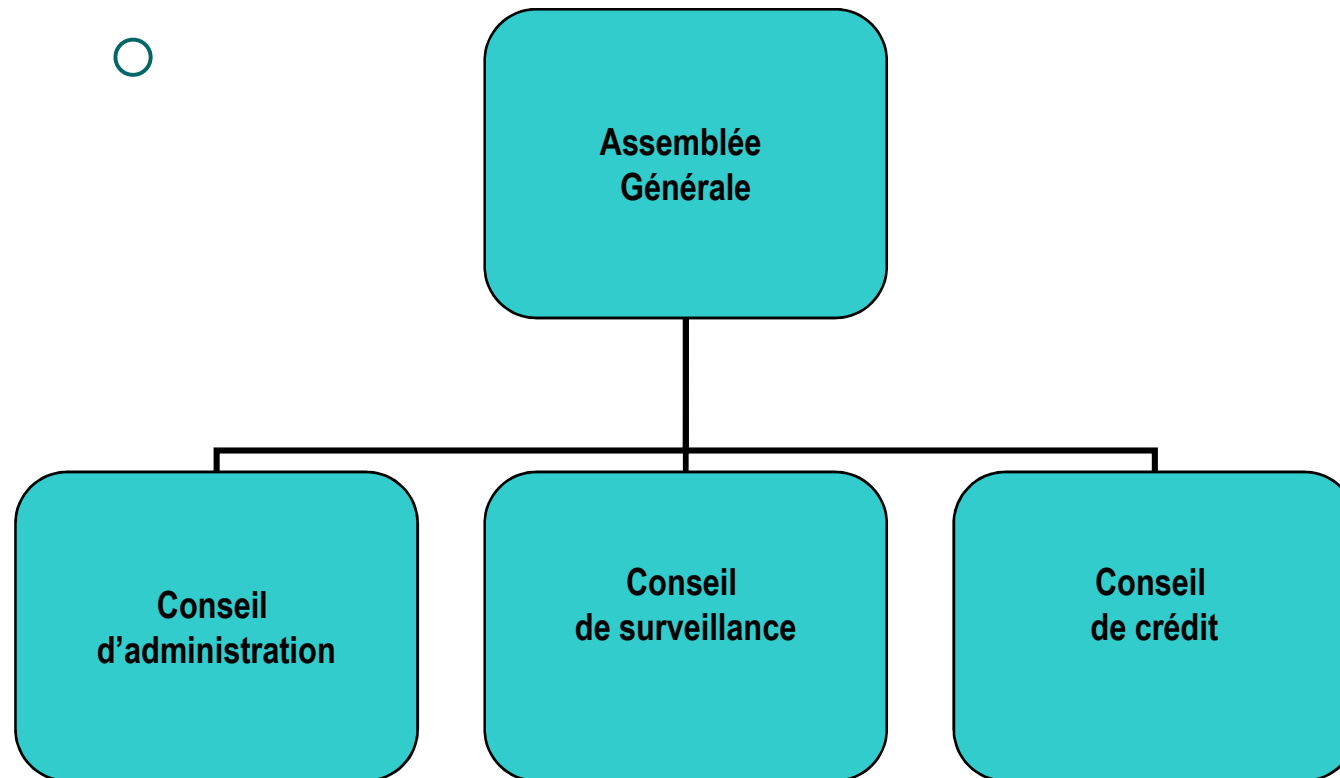 Assemblée
Générale
Conseil
d’administration
Conseil
de surveillance
Conseil
de crédit